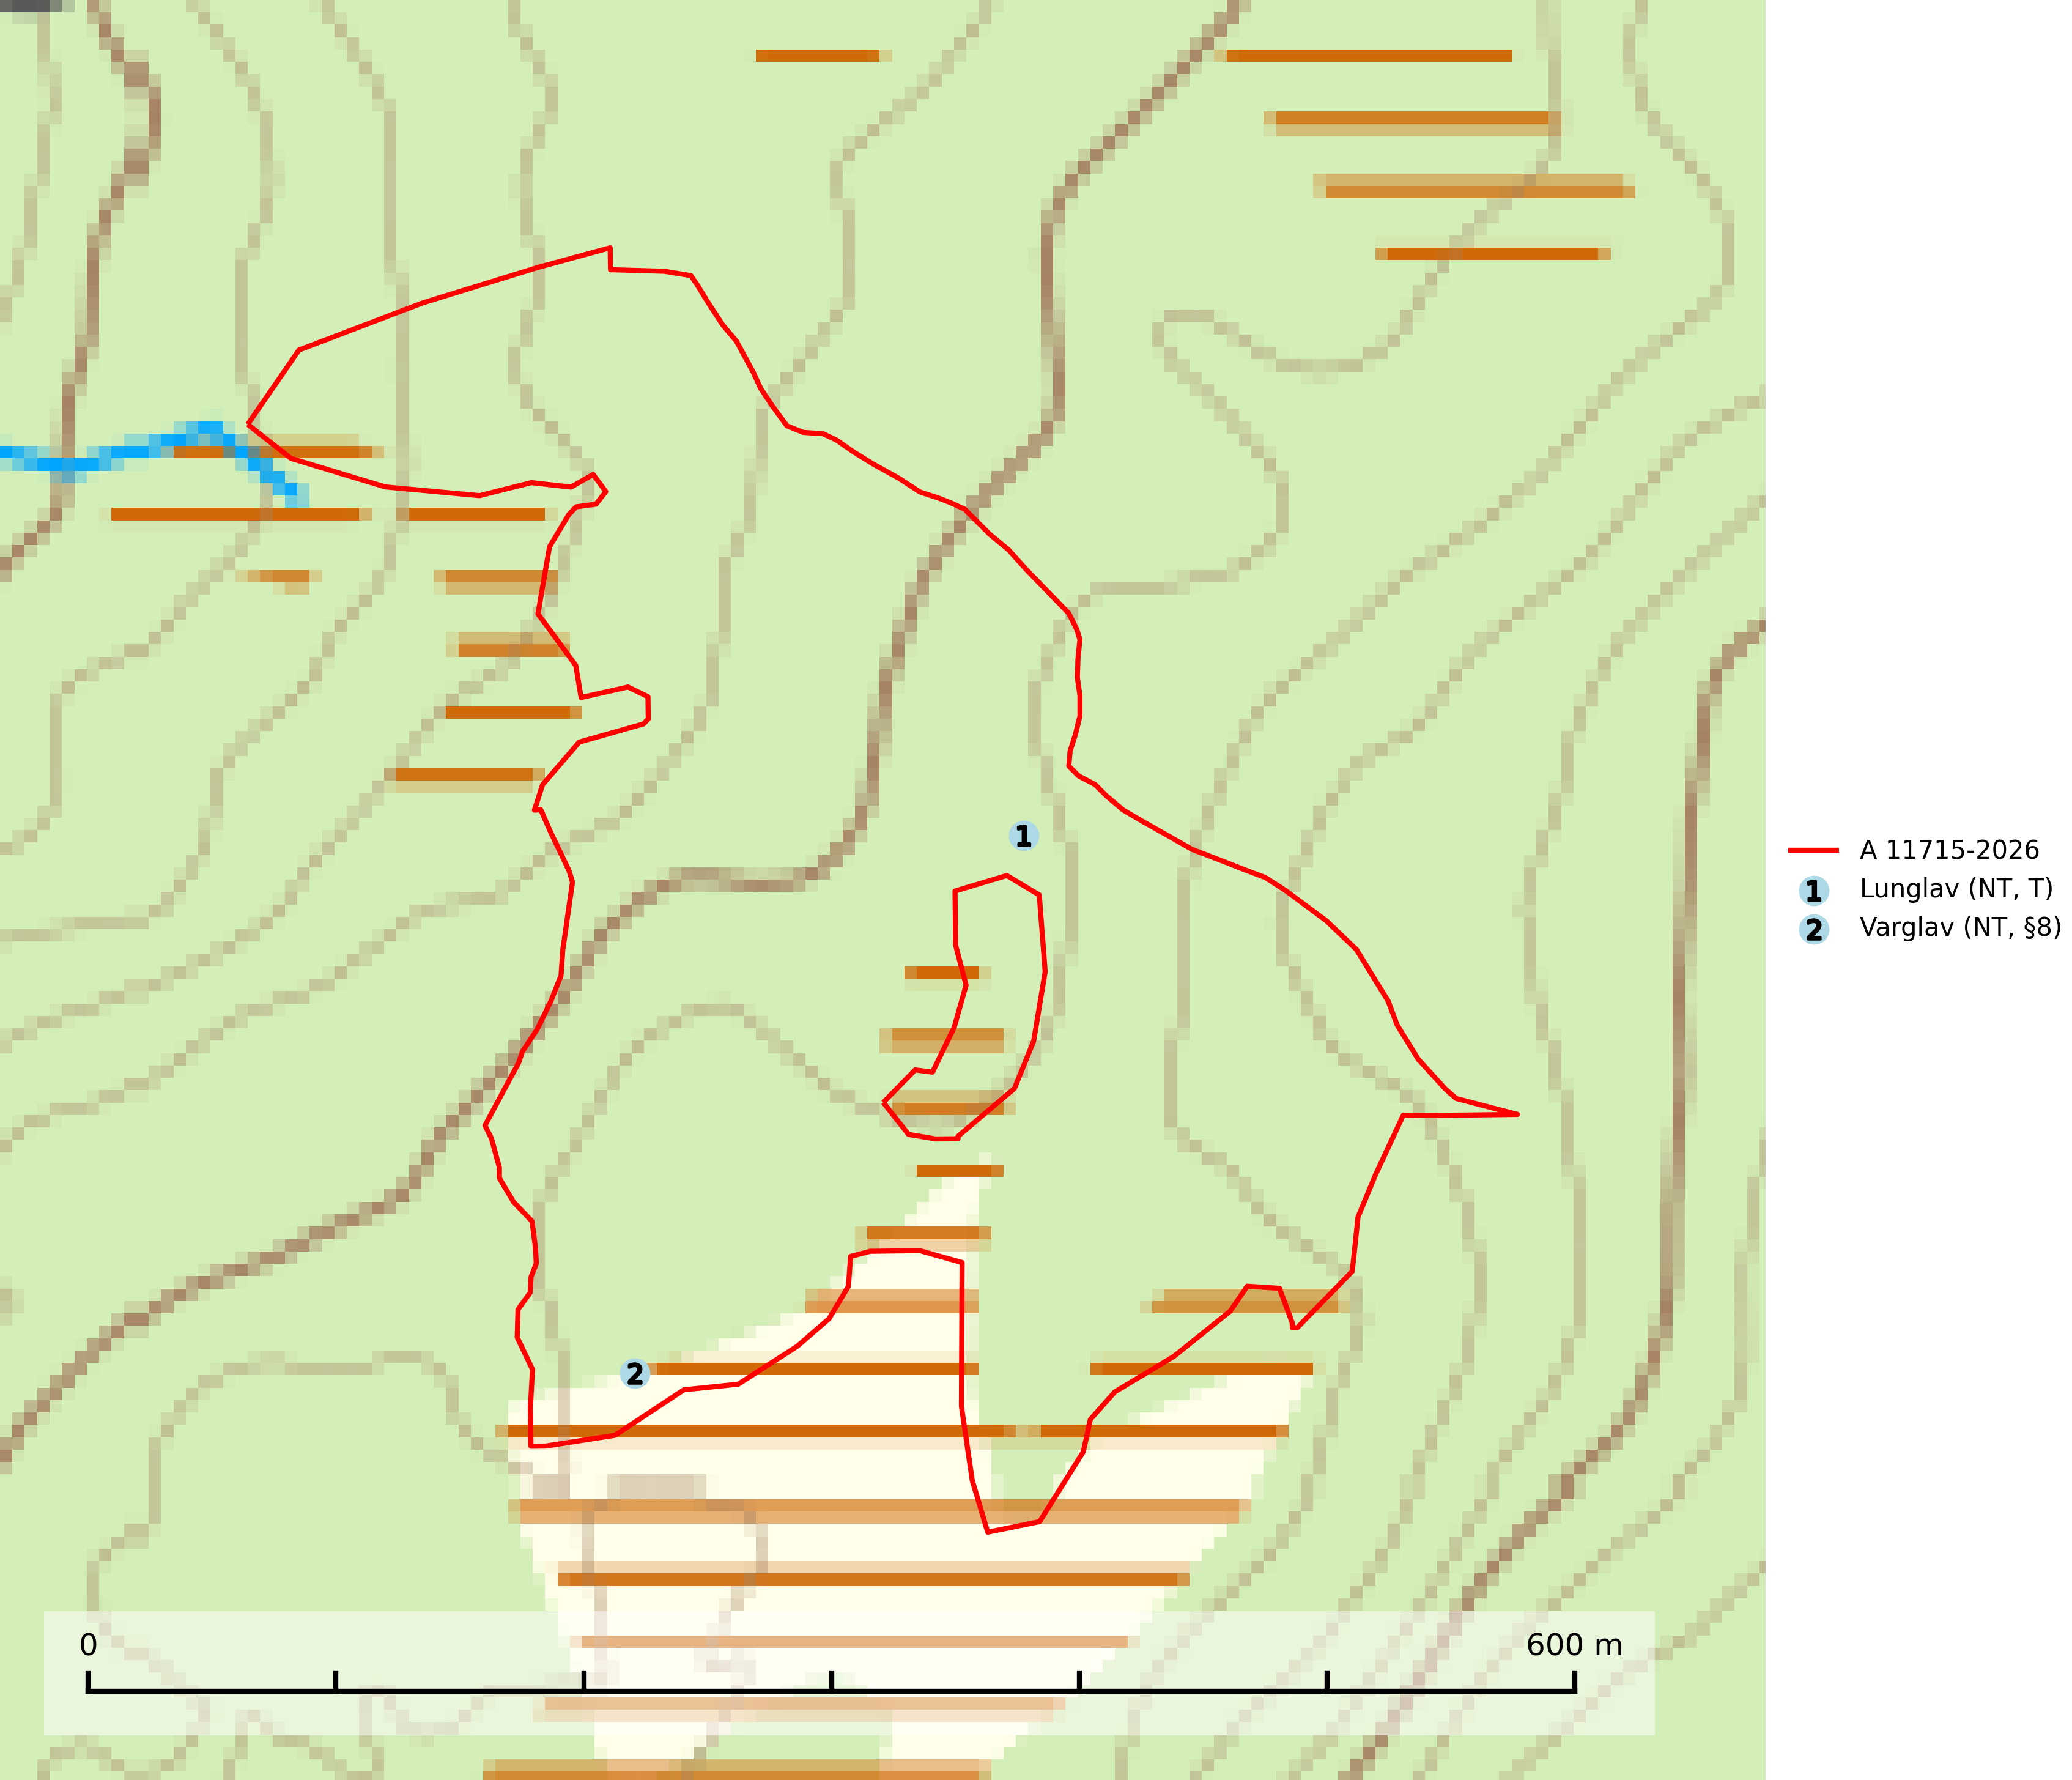 1
2
A 11715-2026
1 Lunglav (NT, T)
2 Varglav (NT, §8)
0 600 m